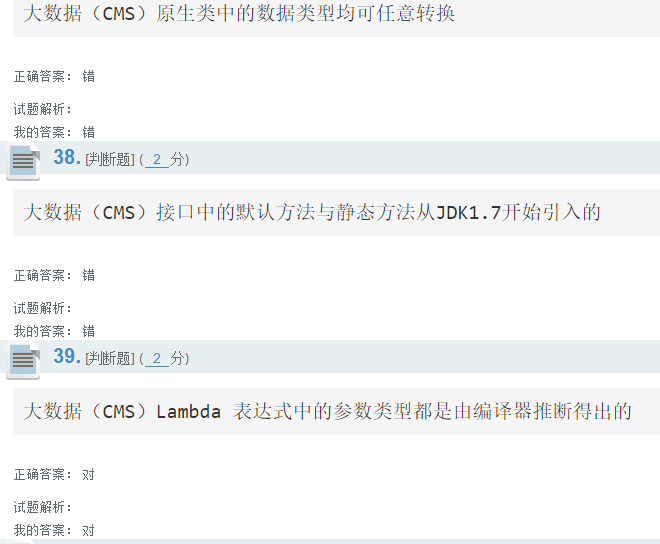 大数据（CMS）原生类中的数据类型均可任意转换
正确答案： 错
试题解析：
我的答案： 错
38. [判断题] ( 2 分)
大数据（CMS）接口中的默认方法与静态方法从JDK1.7开始引入的
正确答案： 错
试题解析：
我的答案： 错
39. [判断题] ( 2 分)
大数据（CMS）Lambda 表达式中的参数类型都是由编译器推断得出的
正确答案： 对
试题解析：
我的答案： 对